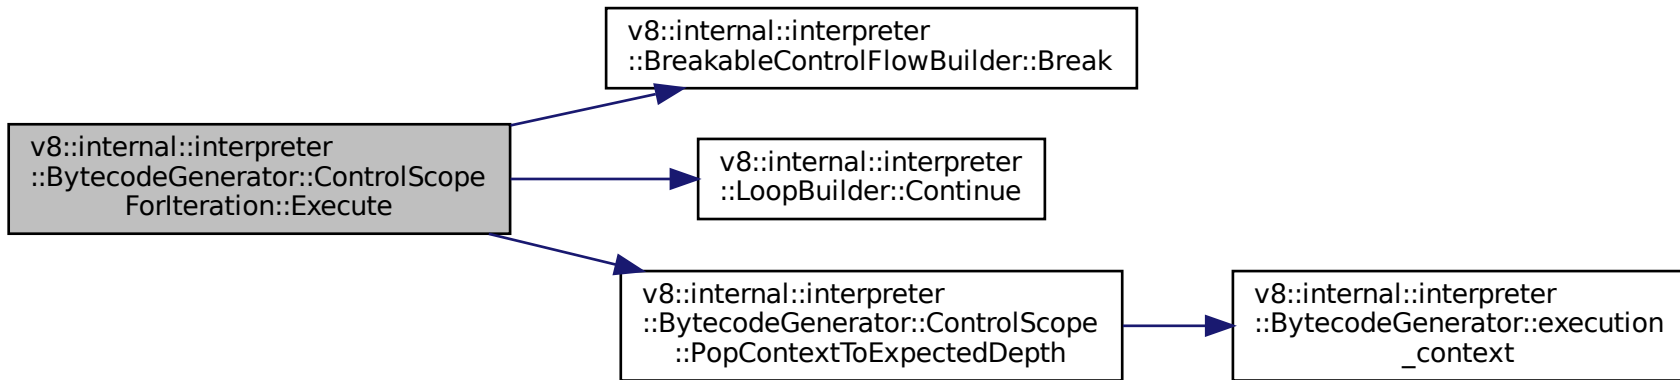 v8::internal::interpreter
::BreakableControlFlowBuilder::Break
v8::internal::interpreter
::BytecodeGenerator::ControlScope
ForIteration::Execute
v8::internal::interpreter
::LoopBuilder::Continue
v8::internal::interpreter
::BytecodeGenerator::ControlScope
::PopContextToExpectedDepth
v8::internal::interpreter
::BytecodeGenerator::execution
_context